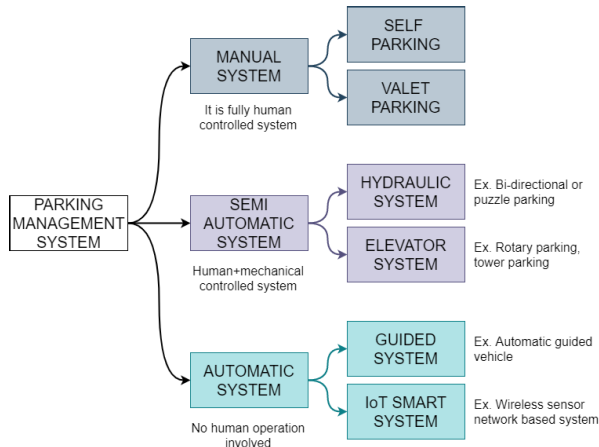 PARKING
MANAGEMENT
SYSTEM
MANUAL
SYSTEM
It is fully human
controlled system
SELF
PARKING
VALET
PARKING
SEMI
AUTOMATIC
SYSTEM
Human+mechanical
controlled system
HYDRAULIC
SYSTEM
Ex. Bi-directional or
puzzle parking
ELEVATOR
SYSTEM
Ex. Rotary parking,
tower parking
AUTOMATIC
SYSTEM
No human operation
involved
GUIDED
SYSTEM
Ex. Automatic guided
vehicle
IoT SMART
SYSTEM
Ex. Wireless sensor
network based system